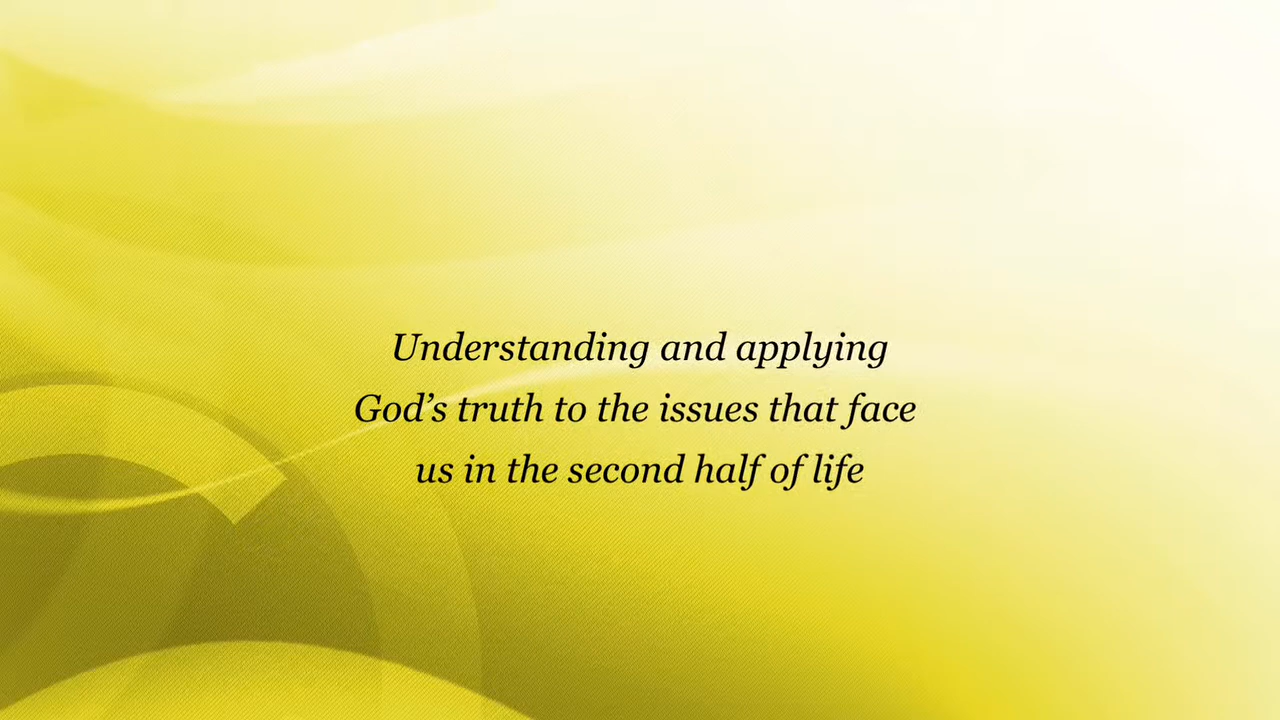 Understanding and applying
God’s truth to the issues that face
us in the second half of life